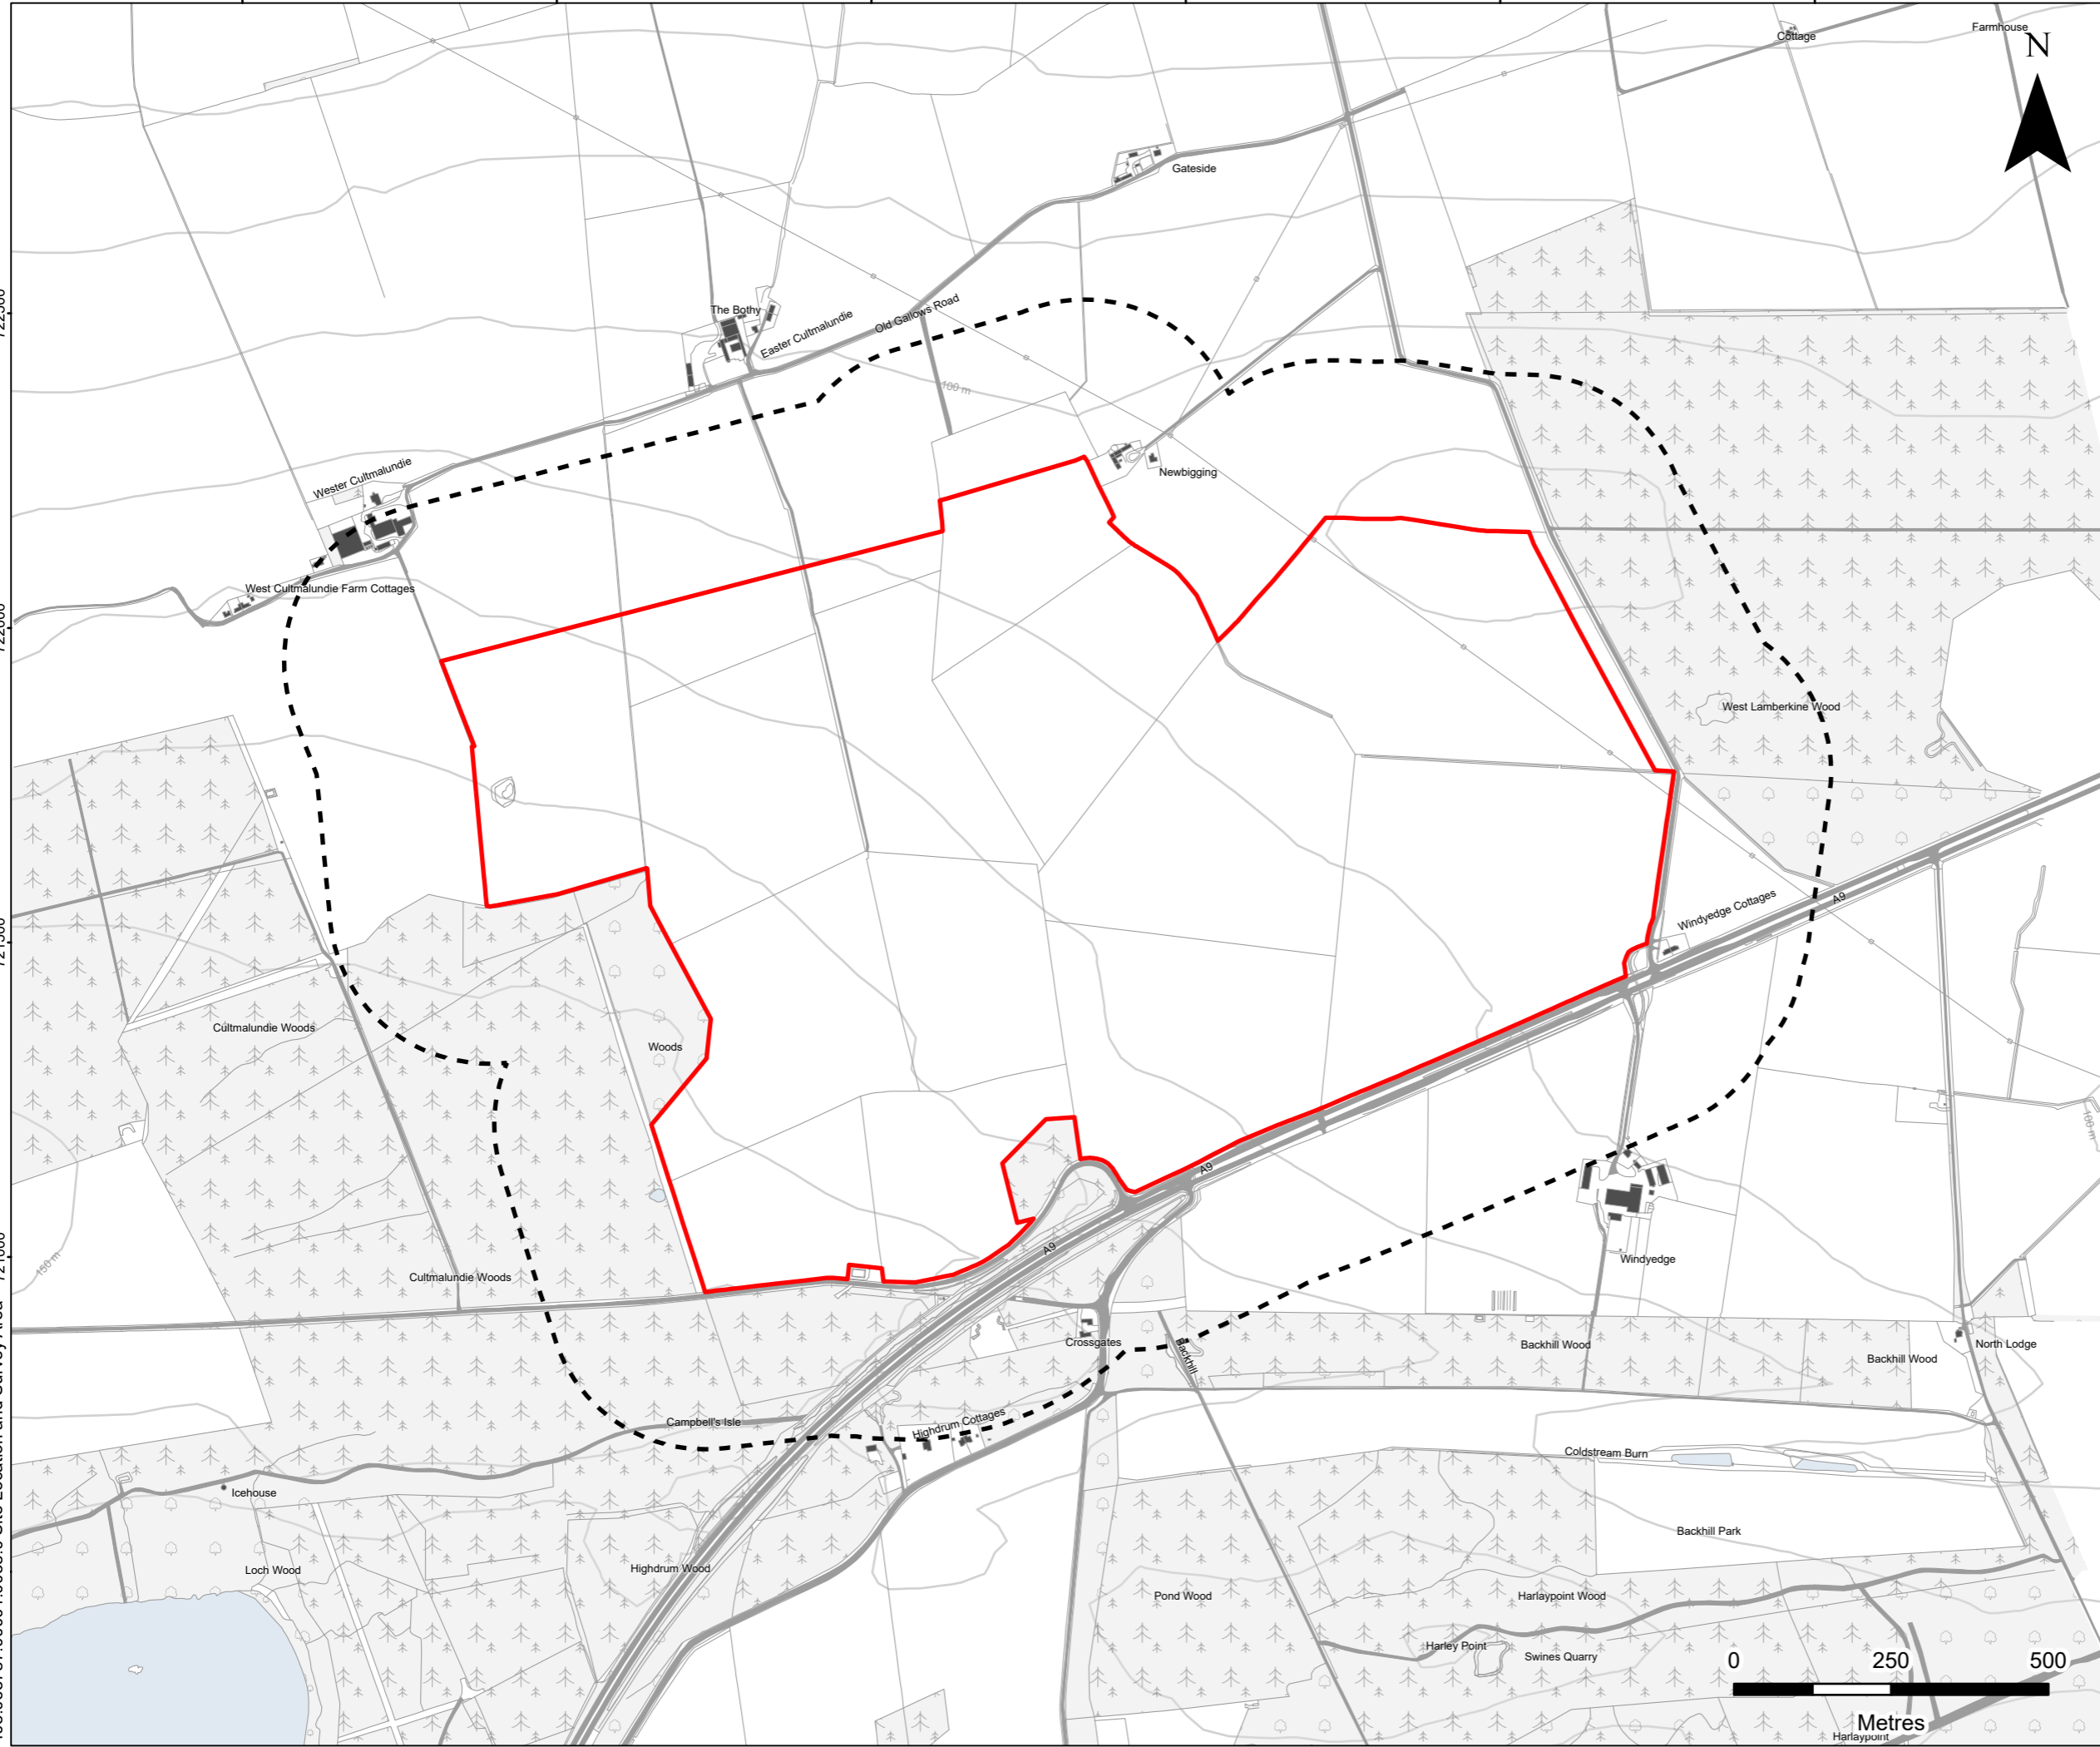 Farmhouse
Cottage
N
Gateside
The Bothy
Old Gallows Road
Easter Cultmalundie
100 m
Wester Cultmalundie
Newbigging
West Cultmalundie Farm Cottages
West Lamberkine Wood
Windyedge Cottages
A9
Cultmalundie Woods
Woods
100 m
A9
A9
150 m
Windyedge
Cultmalundie Woods
Crossgates
Backhill
Backhill Wood
North Lodge
Backhill Wood
Campbell's Isle
Highdrum Cottages
Coldstream Burn
Icehouse
Backhill Park
Loch Wood
Highdrum Wood
Pond Wood
Harlaypoint Wood
Harley Point
Swines Quarry
0 250 500
Metres
Harlaypoint